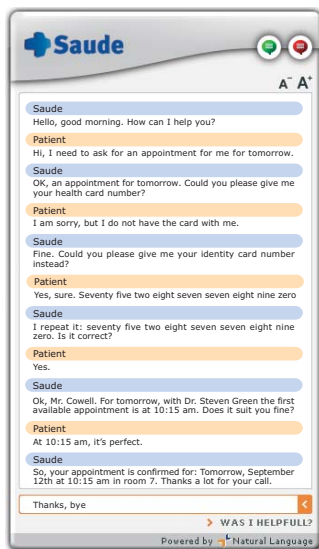 Saude
A- A+
Saude
Hello, good morning. How can I help you?
Patient
Hi, I need to ask for an appointment for me for tomorrow.
Saude
OK, an appointment for tomorrow. Could you please give me
your health card number?
Patient
I am sorry, but I do not have the card with me.
Saude
Fine. Could you please give me your identity card number
instead?
Patient
Yes, sure. Seventy five two eight seven seven eight nine zero
Saude
I repeat it: seventy five two eight seven seven eight nine
zero. Is it correct?
Patient
Yes.
Saude
Ok, Mr. Cowell. For tomorrow, with Dr. Steven Green the first
available appointment is at 10:15 am. Does it suit you fine?
Patient
At 10:15 am, it's perfect.
Saude
So, your appointment is confirmed for: Tomorrow, September
12th at 10:15 am in room 7. Thanks a lot for your call.
Thanks, bye
WAS I HELPFULL?
Powered by Natural Language